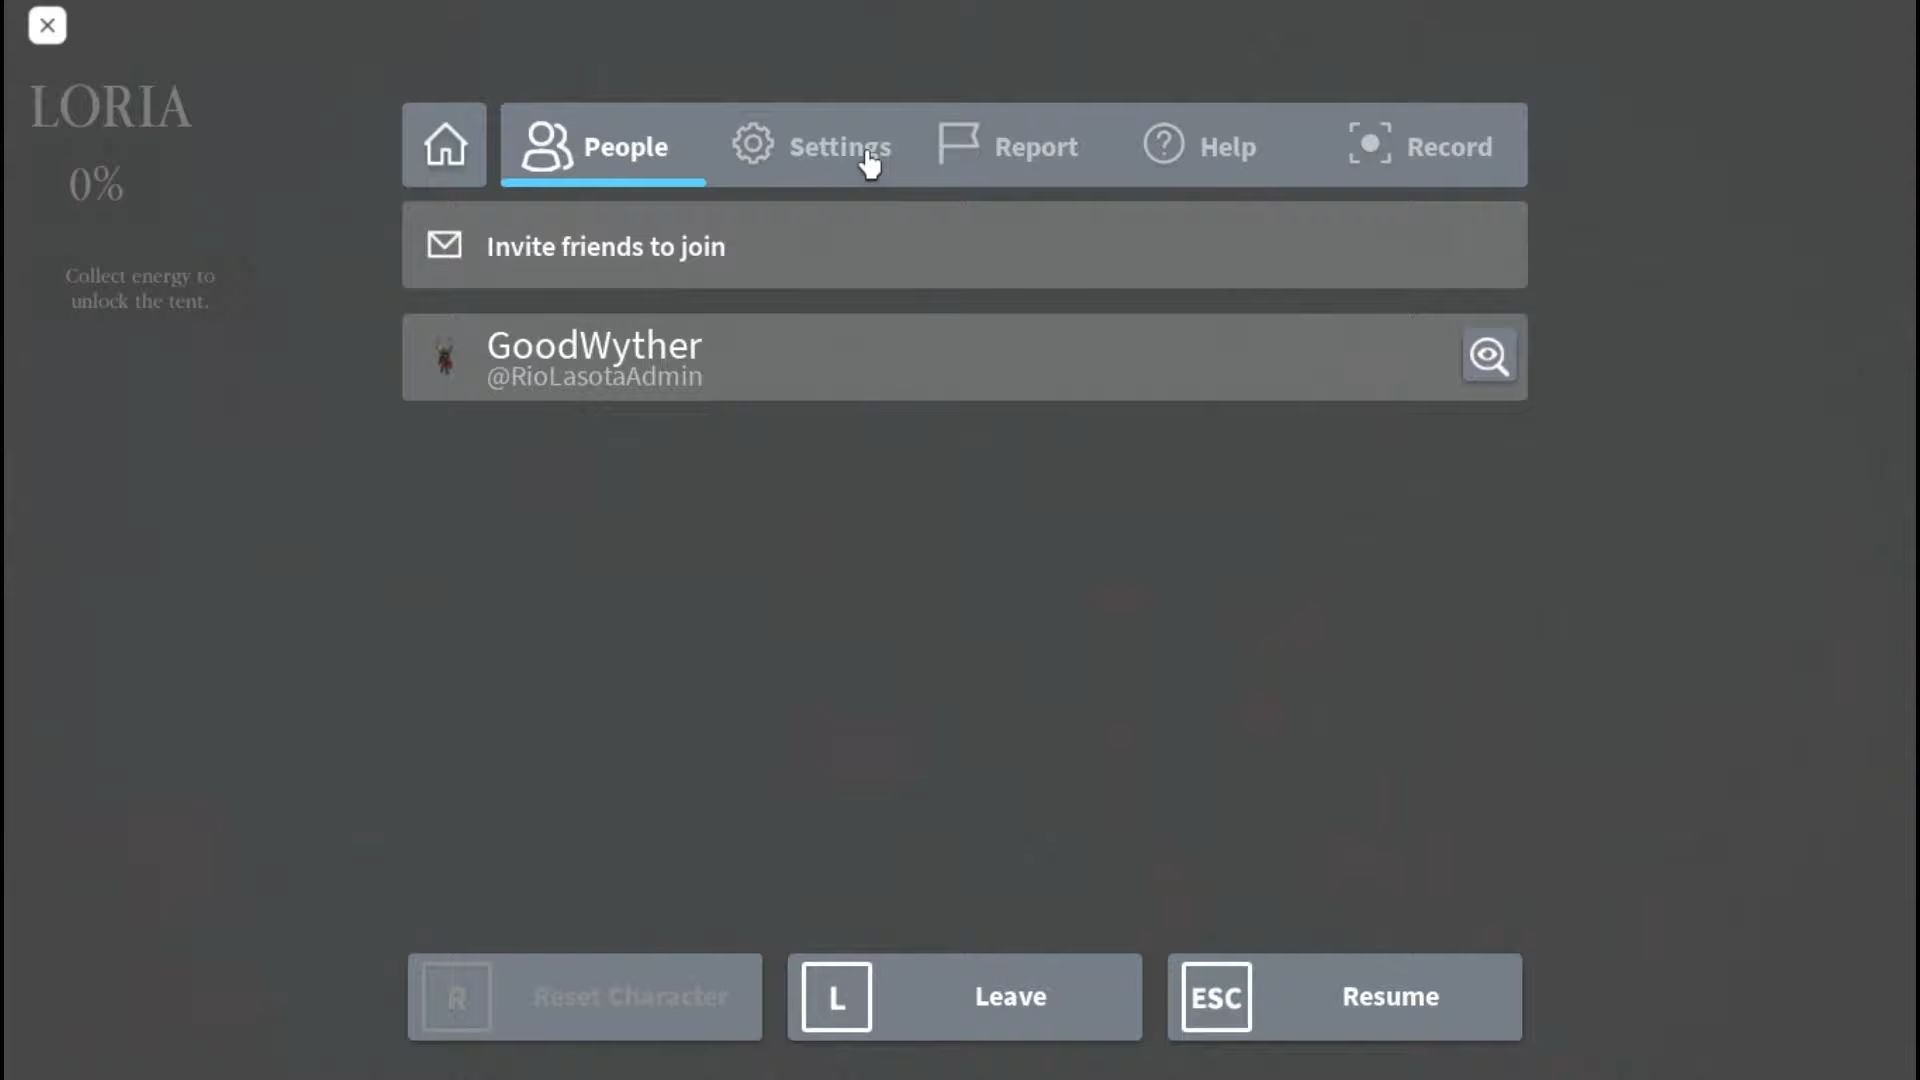 LORIA
0%
Collect energy to
unlock the tent.
People
Settings
Report
Help
Record
Invite friends to join
GoodWyther
@RioLasotaAdmin
R
Reset Character
L
Leave
ESC
Resume